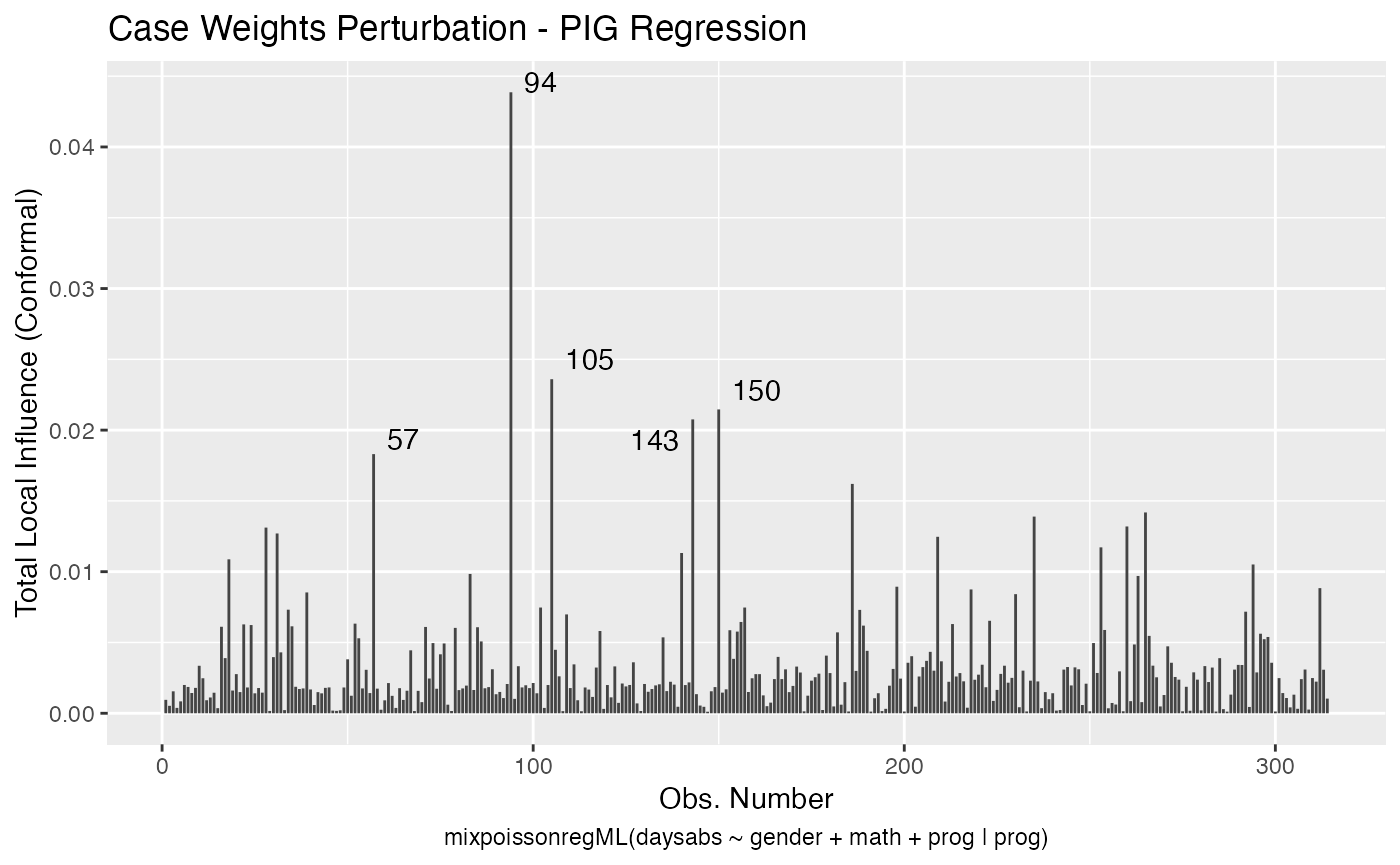 Case Weights Perturbation - PIG Regression
94
0.04
0.03
105
150
57
143
0.02
0.01
0.00
Total Local Influence (Conformal)
0 100 200 300
Obs. Number
mixpoissonregML(daysabs ~ gender + math + prog | prog)